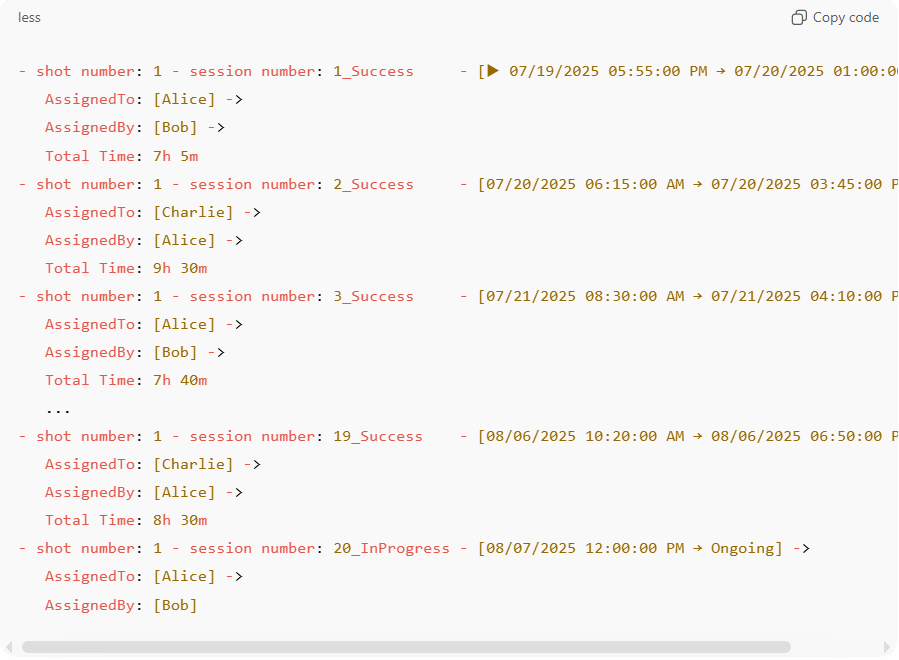 less
Copy code
- shot number: 1 - session number: 1_Success     - [▶ 07/19/2025 05:55:00 PM → 07/20/2025 01:00:0
AssignedTo: [Alice] ->
AssignedBy: [Bob] ->
Total Time: 7h 5m
- shot number: 1 - session number: 2_Success     - [07/20/2025 06:15:00 AM → 07/20/2025 03:45:00 P
AssignedTo: [Charlie] ->
AssignedBy: [Alice] ->
Total Time: 9h 30m
- shot number: 1 - session number: 3_Success     - [07/21/2025 08:30:00 AM → 07/21/2025 04:10:00 P
AssignedTo: [Alice] ->
AssignedBy: [Bob] ->
Total Time: 7h 40m
...
- shot number: 1 - session number: 19_Success    - [08/06/2025 10:20:00 AM → 08/06/2025 06:50:00 P
AssignedTo: [Charlie] ->
AssignedBy: [Alice] ->
Total Time: 8h 30m
- shot number: 1 - session number: 20_InProgress - [08/07/2025 12:00:00 PM → Ongoing] ->
AssignedTo: [Alice] ->
AssignedBy: [Bob]